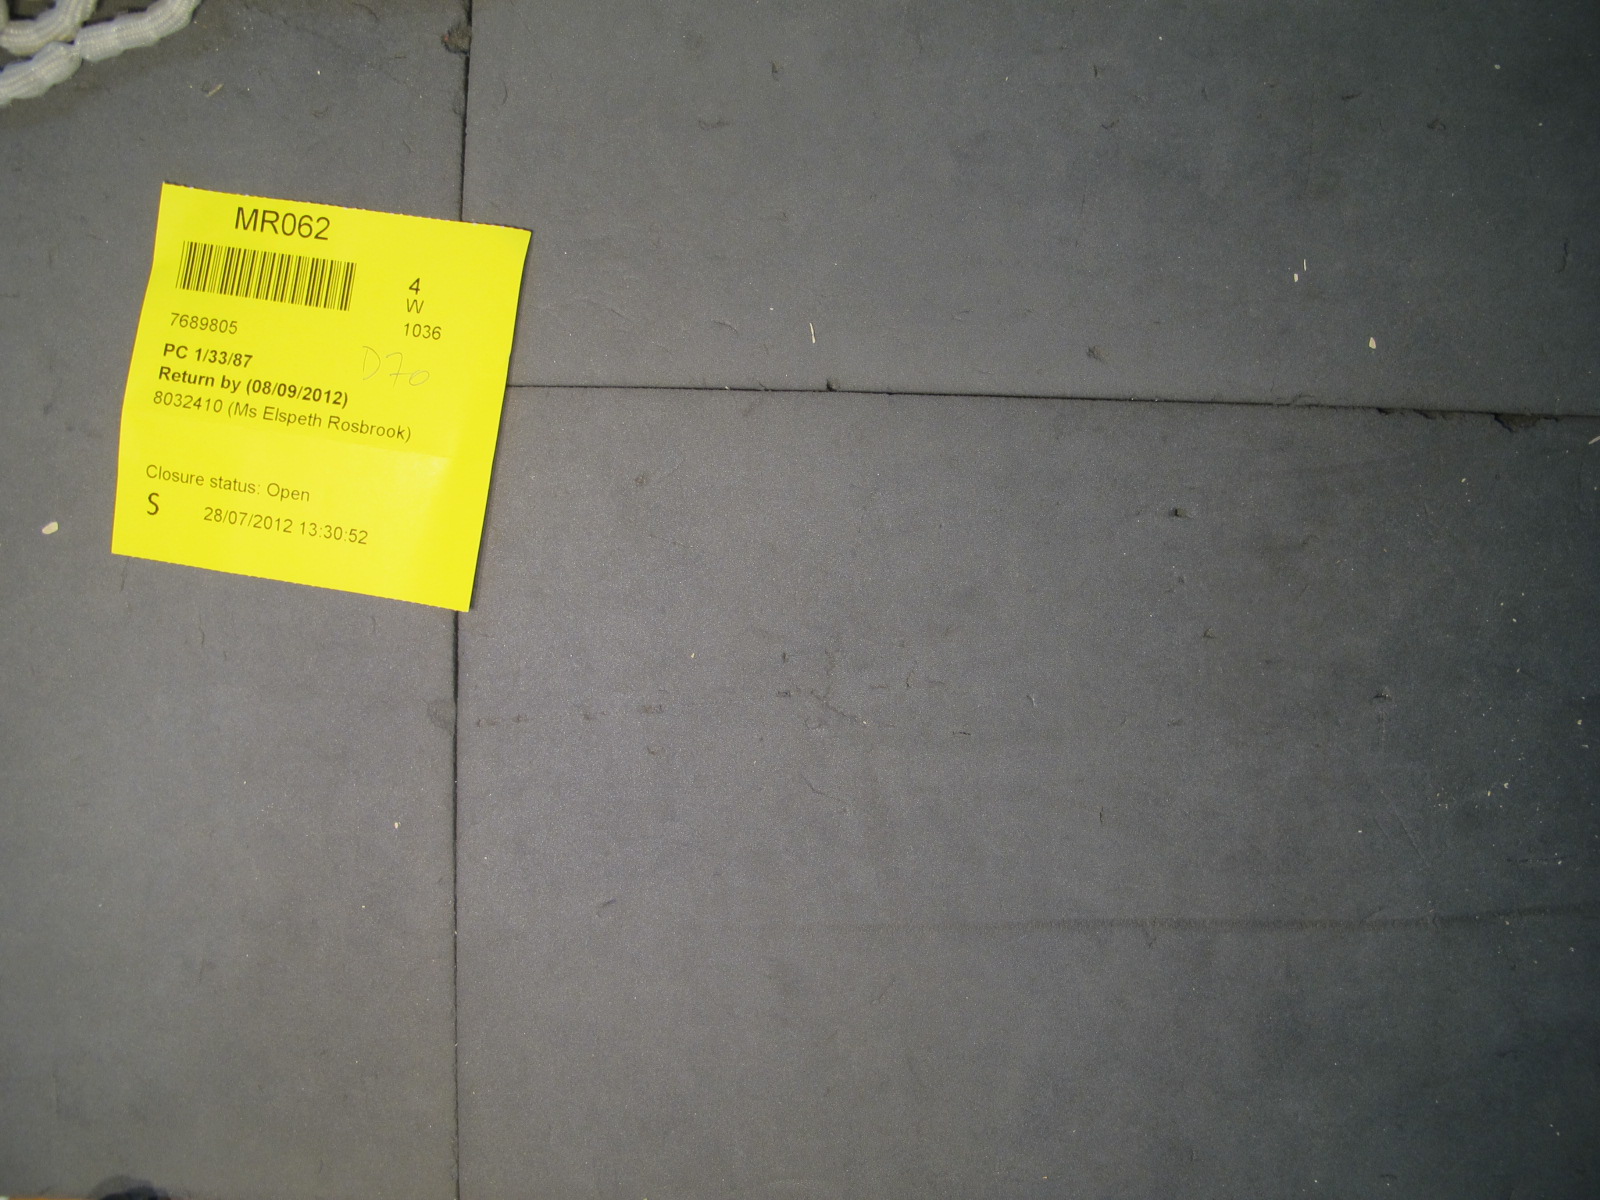 MR062
4
W
1036
7689805
PC 1/33/87
D70
Return by (08/09/2012)
8032410 (Ms Elspeth Rosbrook)
Closure status: Open
S 28/07/2012 13:30:52